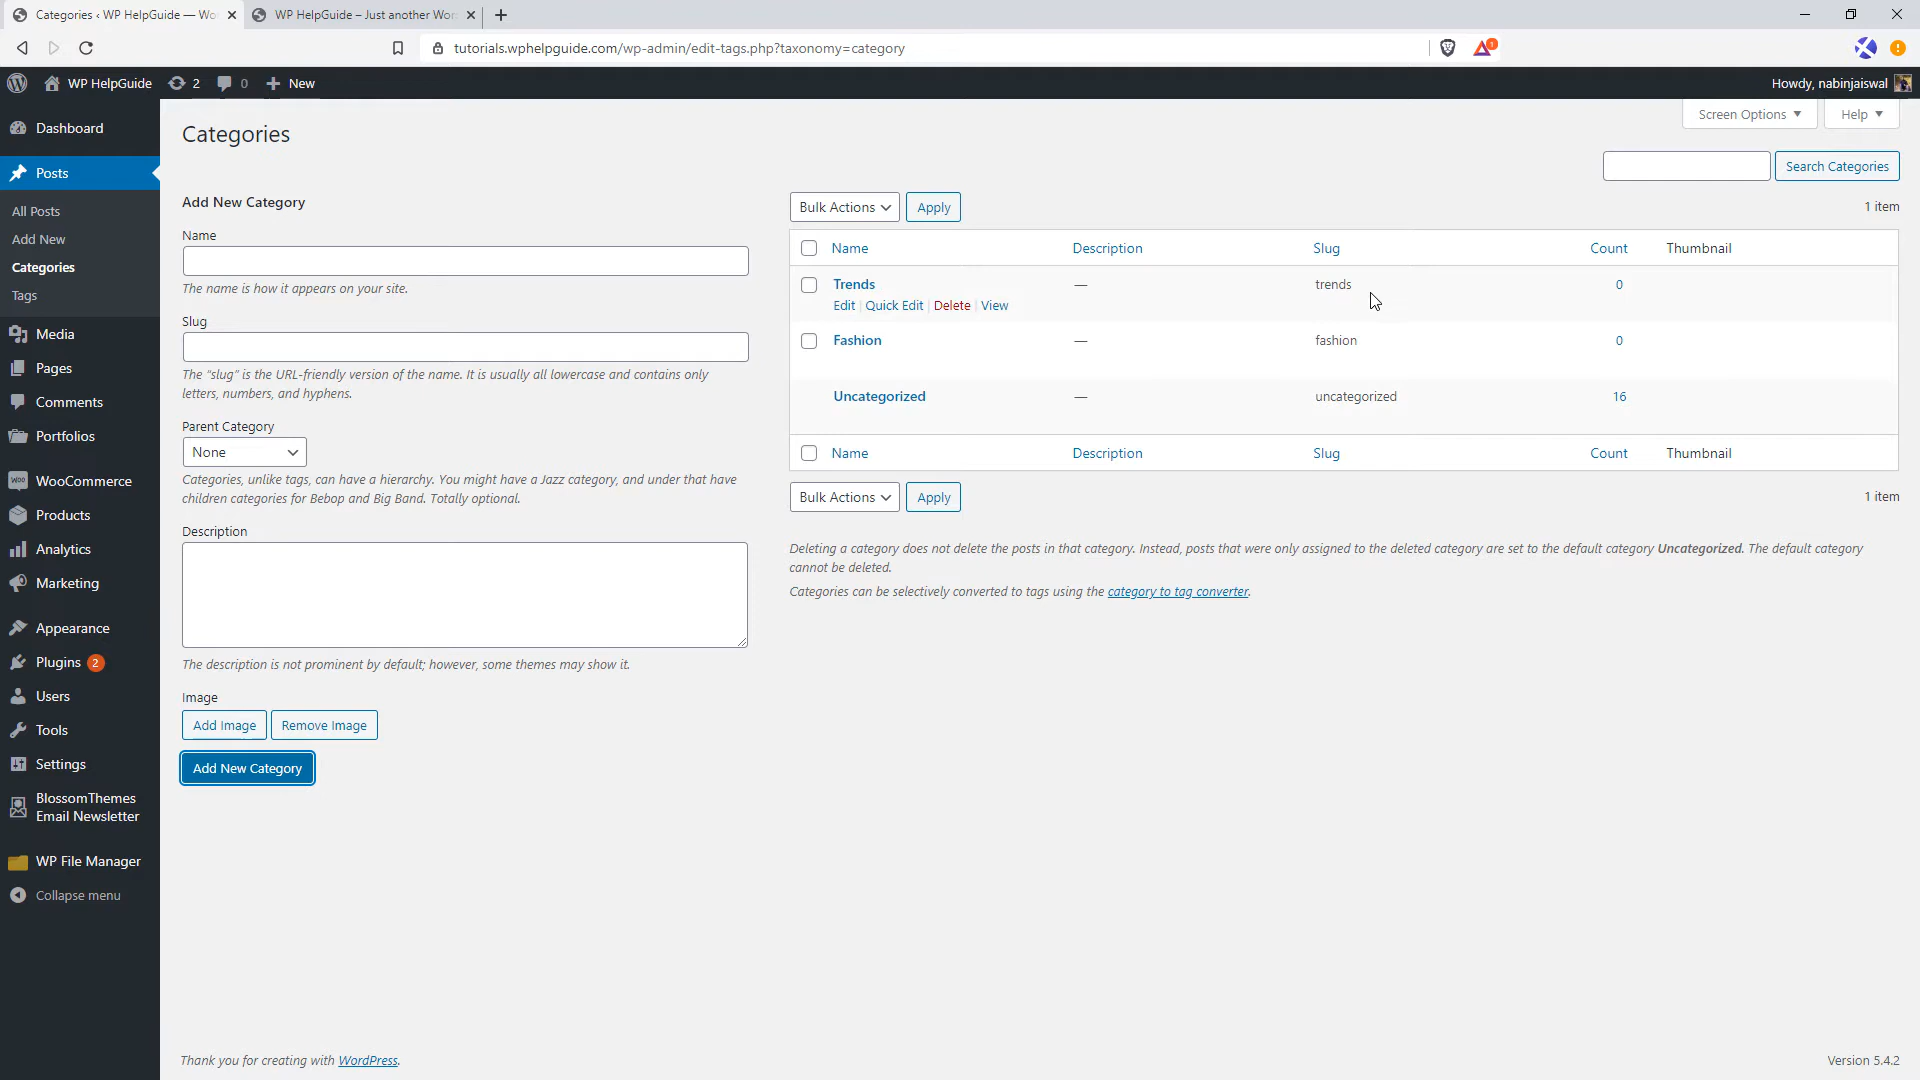 Categories ‹ WP HelpGuide — Wo
WP HelpGuide – Just another Wor
tutorials.wphelpguide.com/wp-admin/edit-tags.php?taxonomy=category
1
WP HelpGuide
2
0
New
Howdy, nabinjaiswal
Dashboard
Posts
All Posts
Add New
Categories
Tags
Media
Pages
Comments
Portfolios
WooCommerce
Products
Analytics
Marketing
Appearance
Plugins 2
Users
Tools
Settings
BlossomThemes
Email Newsletter
WP File Manager
Collapse menu
Categories
Screen Options
Help
Search Categories
Add New Category
Name
The name is how it appears on your site.
Slug
The “slug” is the URL-friendly version of the name. It is usually all lowercase and contains only
letters, numbers, and hyphens.
Parent Category
None
Categories, unlike tags, can have a hierarchy. You might have a Jazz category, and under that have
children categories for Bebop and Big Band. Totally optional.
Description
The description is not prominent by default; however, some themes may show it.
Image
Add Image
Remove Image
Add New Category
Bulk Actions
Apply
1 item
Name Description Slug Count Thumbnail
Trends — trends 0
Edit | Quick Edit | Delete | View
Fashion — fashion 0
Uncategorized — uncategorized 16
Name Description Slug Count Thumbnail
Bulk Actions
Apply
1 item
Deleting a category does not delete the posts in that category. Instead, posts that were only assigned to the deleted category are set to the default category Uncategorized. The default category
cannot be deleted.
Categories can be selectively converted to tags using the category to tag converter.
Thank you for creating with WordPress.
Version 5.4.2